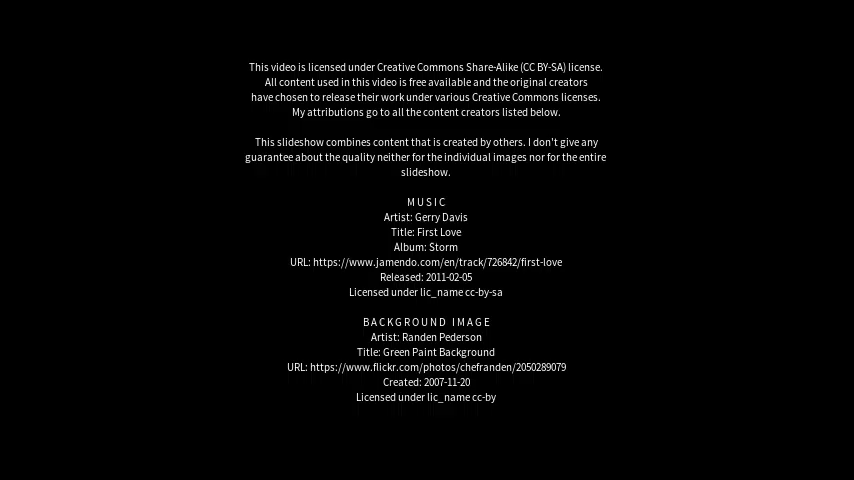 This video is licensed under Creative Commons Share-Alike (CC BY-SA) license.
All content used in this video is free available and the original creators
have chosen to release their work under various Creative Commons licenses.
My attributions go to all the content creators listed below.
This slideshow combines content that is created by others. I don't give any
guarantee about the quality neither for the individual images nor for the entire
slideshow.
MUSIC
Artist: Gerry Davis
Title: First Love
Album: Storm
URL: https://www.jamendo.com/en/track/726842/first-love
Released: 2011-02-05
Licensed under lic_name cc-by-sa
BACKGROUND IMAGE
Artist: Randen Pederson
Title: Green Paint Background
URL: https://www.flickr.com/photos/chefranden/2050289079
Created: 2007-11-20
Licensed under lic_name cc-by